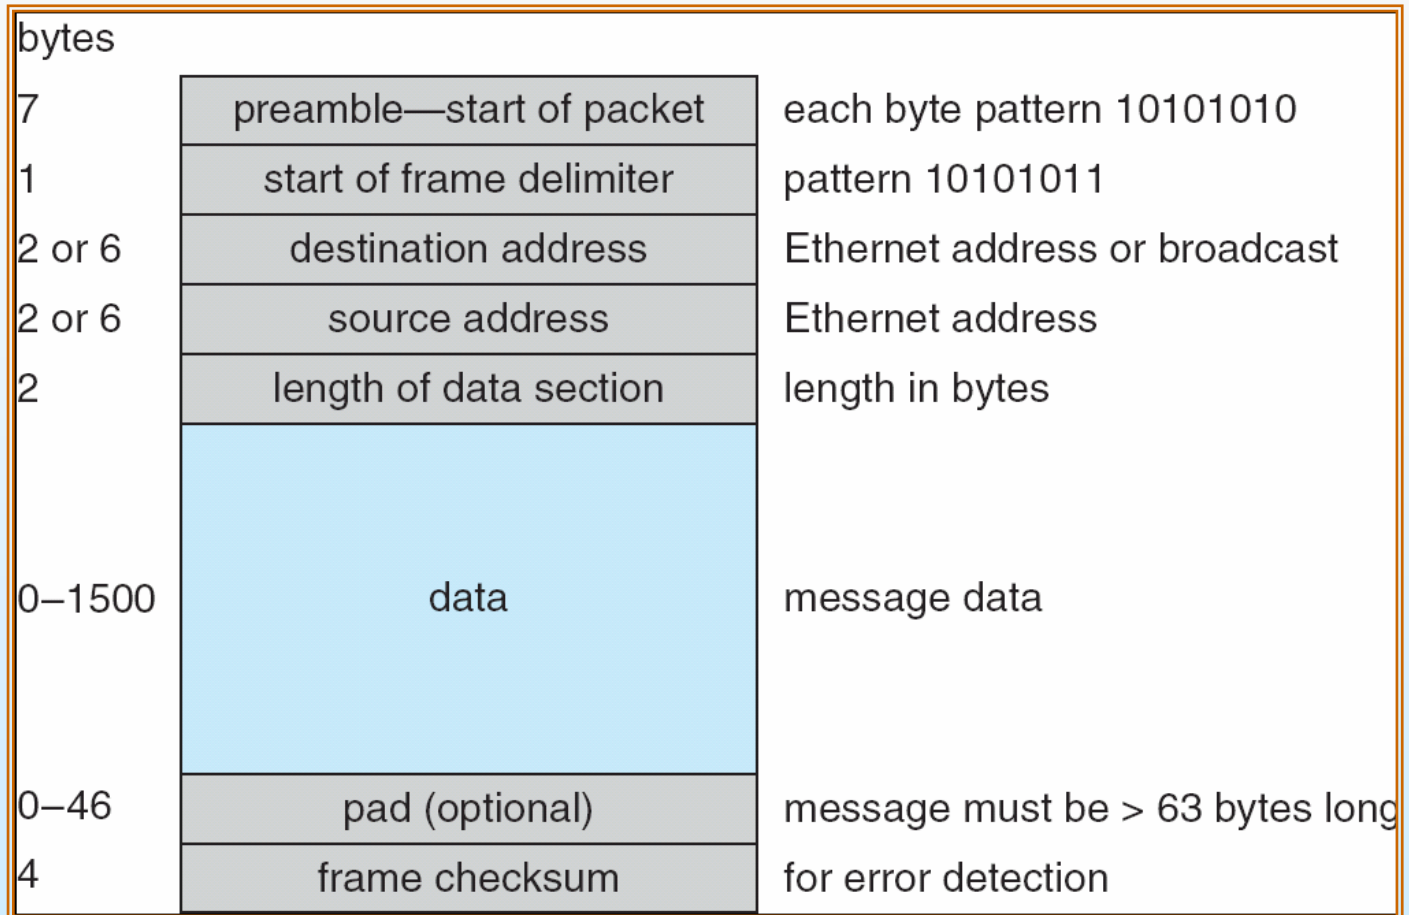 bytes
7 preamble—start of packet each byte pattern 10101010
1 start of frame delimiter pattern 10101011
2 or 6 destination address Ethernet address or broadcast
2 or 6 source address Ethernet address
2 length of data section length in bytes
0–1500 data message data
0–46 pad (optional) message must be > 63 bytes long
4 frame checksum for error detection